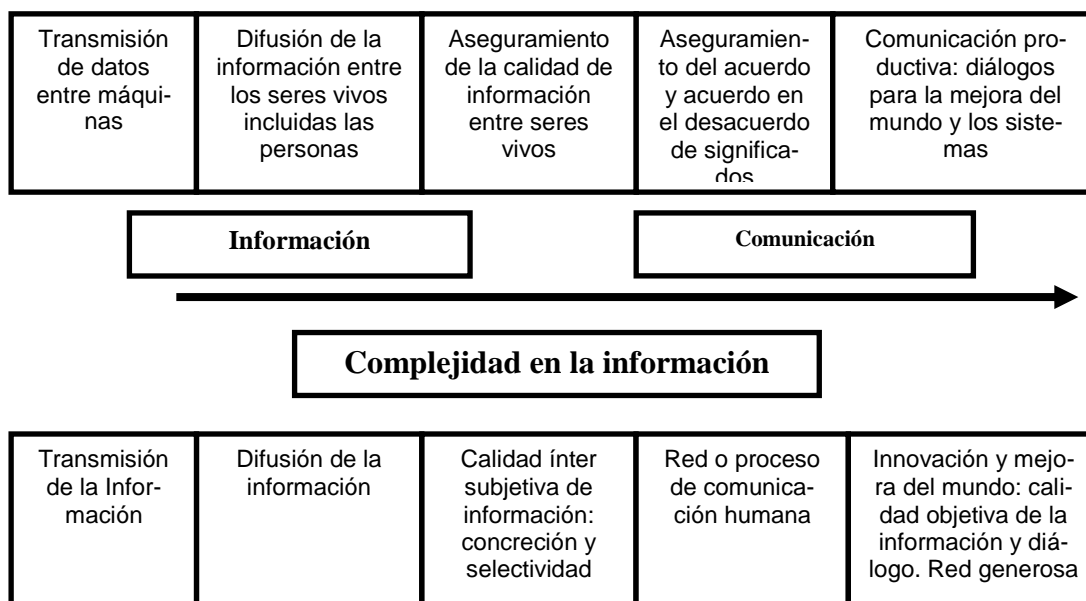 Transmisión
de datos
entre máqui-
nas
Difusión de la
información entre
los seres vivos
incluidas las
personas
Aseguramiento
de la calidad de
información
entre seres
vivos
Aseguramien-
to del acuerdo
y acuerdo en
el desacuerdo
de significa-
dos
Comunicación pro-
ductiva: diálogos
para la mejora del
mundo y los siste-
mas
Información
Comunicación
Complejidad en la información
Transmisión
de la Infor-
mación
Difusión de la
información
Calidad ínter
subjetiva de
información:
concreción y
selectividad
Red o proceso
de comunica-
ción humana
Innovación y mejo-
ra del mundo: cali-
dad objetiva de la
información y diá-
logo. Red generosa